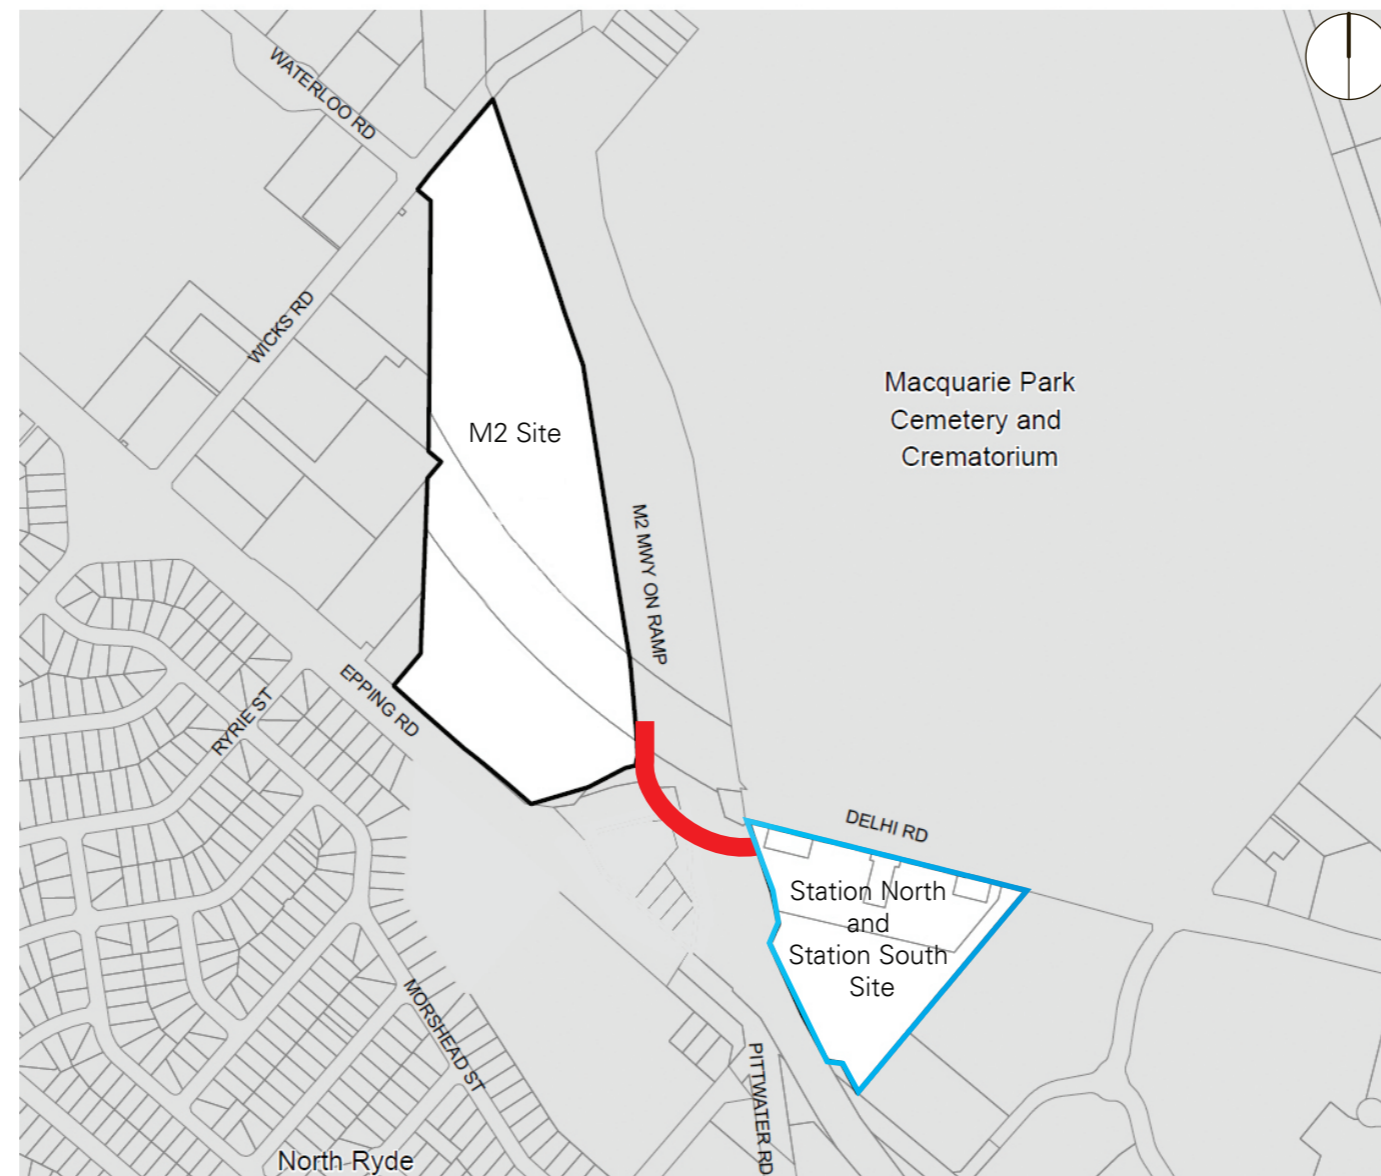 WATERLOO RD
WICKS RD
Macquarie Park
Cemetery and
Crematorium
M2 Site
M2 MWY ON RAMP
EPPING RD
RYRIE ST
DELHI RD
Station North
and
Station South
Site
MORSHEAD ST
PITTWATER RD
North Ryde